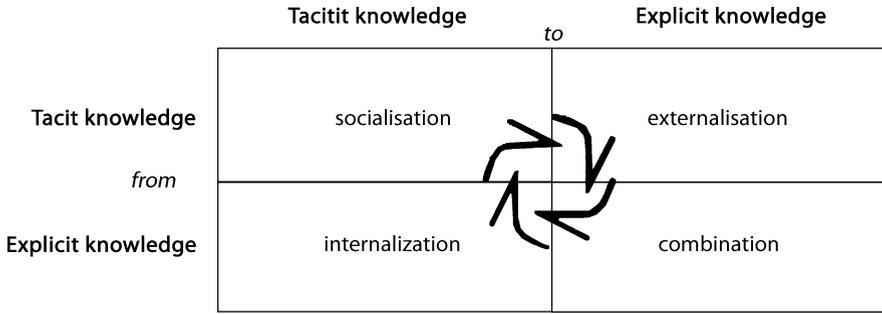 Tacitit knowledge
Explicit knowledge
to
Tacit knowledge
socialisation
externalisation
from
Explicit knowledge
internalization
combination